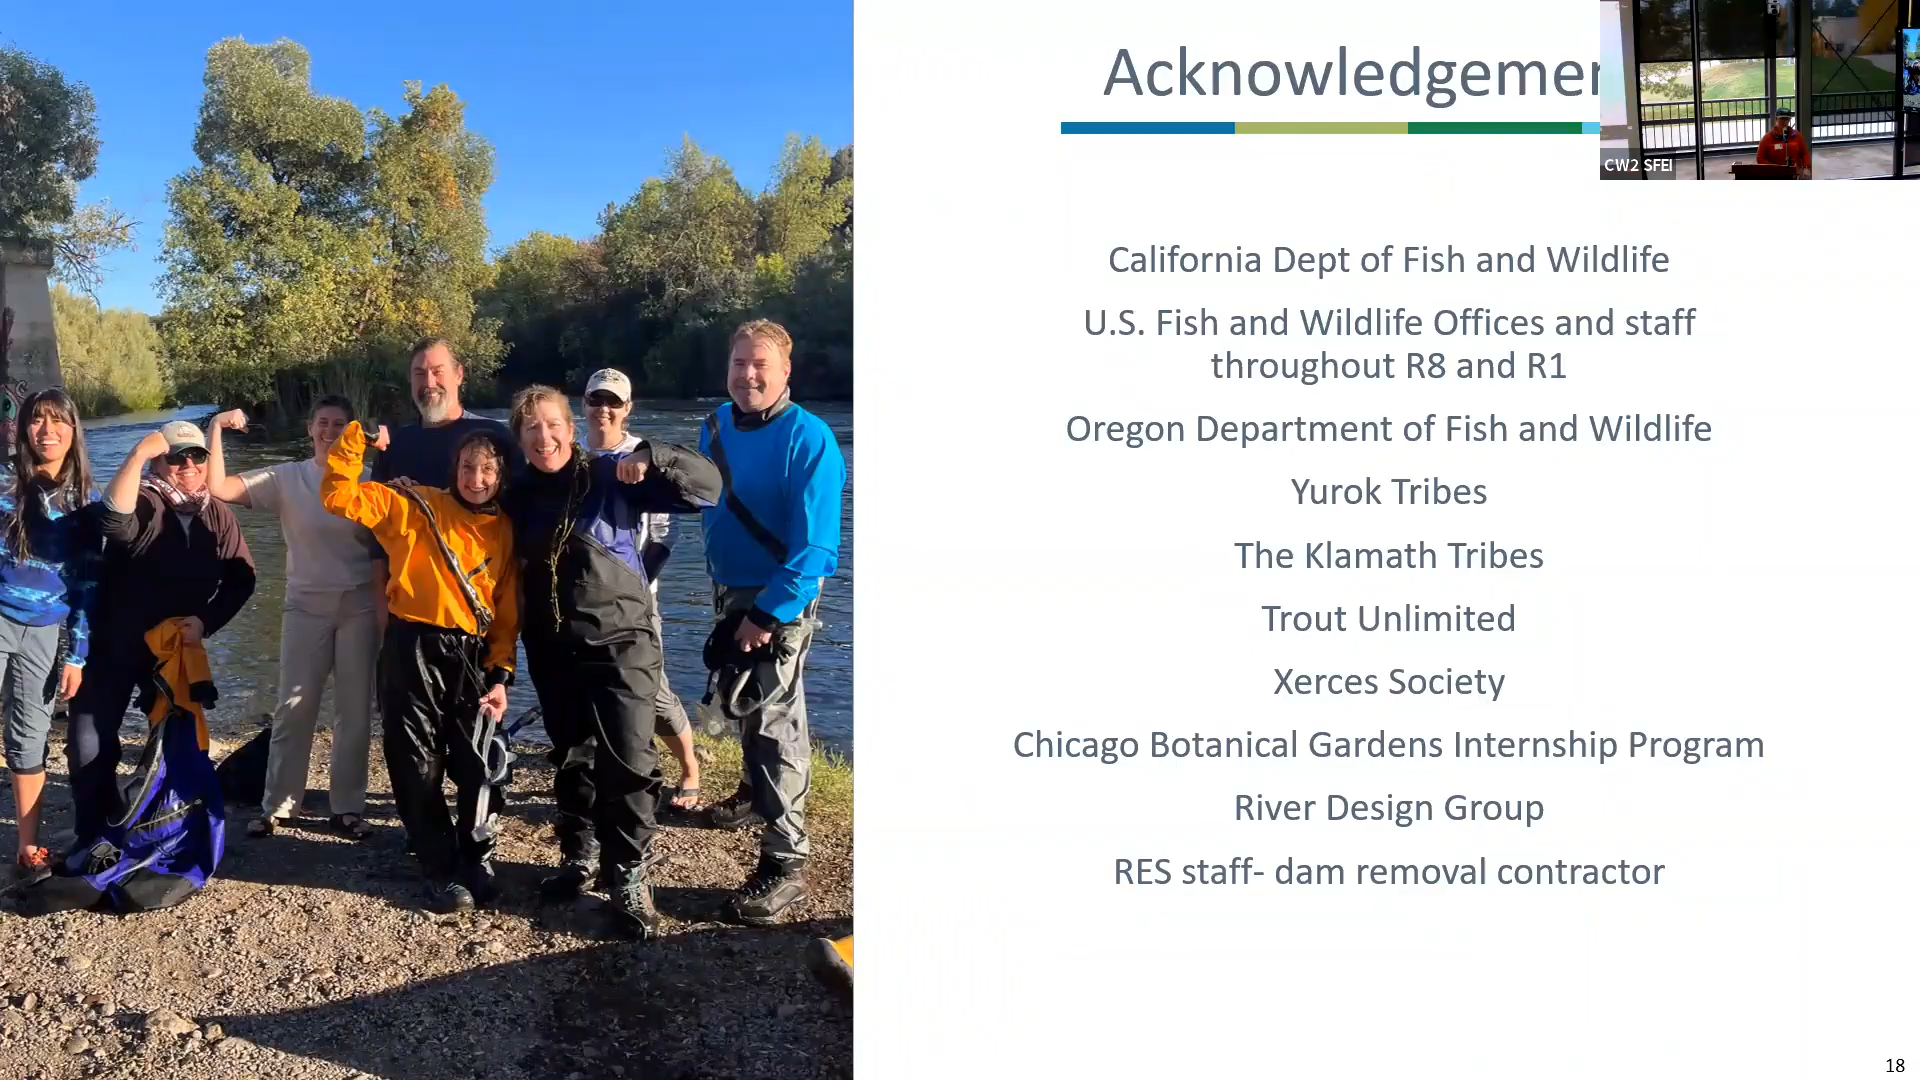 Acknowledgemen
CW2 SFEI
California Dept of Fish and Wildlife
U.S. Fish and Wildlife Offices and staff
throughout R8 and R1
Oregon Department of Fish and Wildlife
Yurok Tribes
The Klamath Tribes
Trout Unlimited
Xerces Society
Chicago Botanical Gardens Internship Program
River Design Group
RES staff- dam removal contractor
18